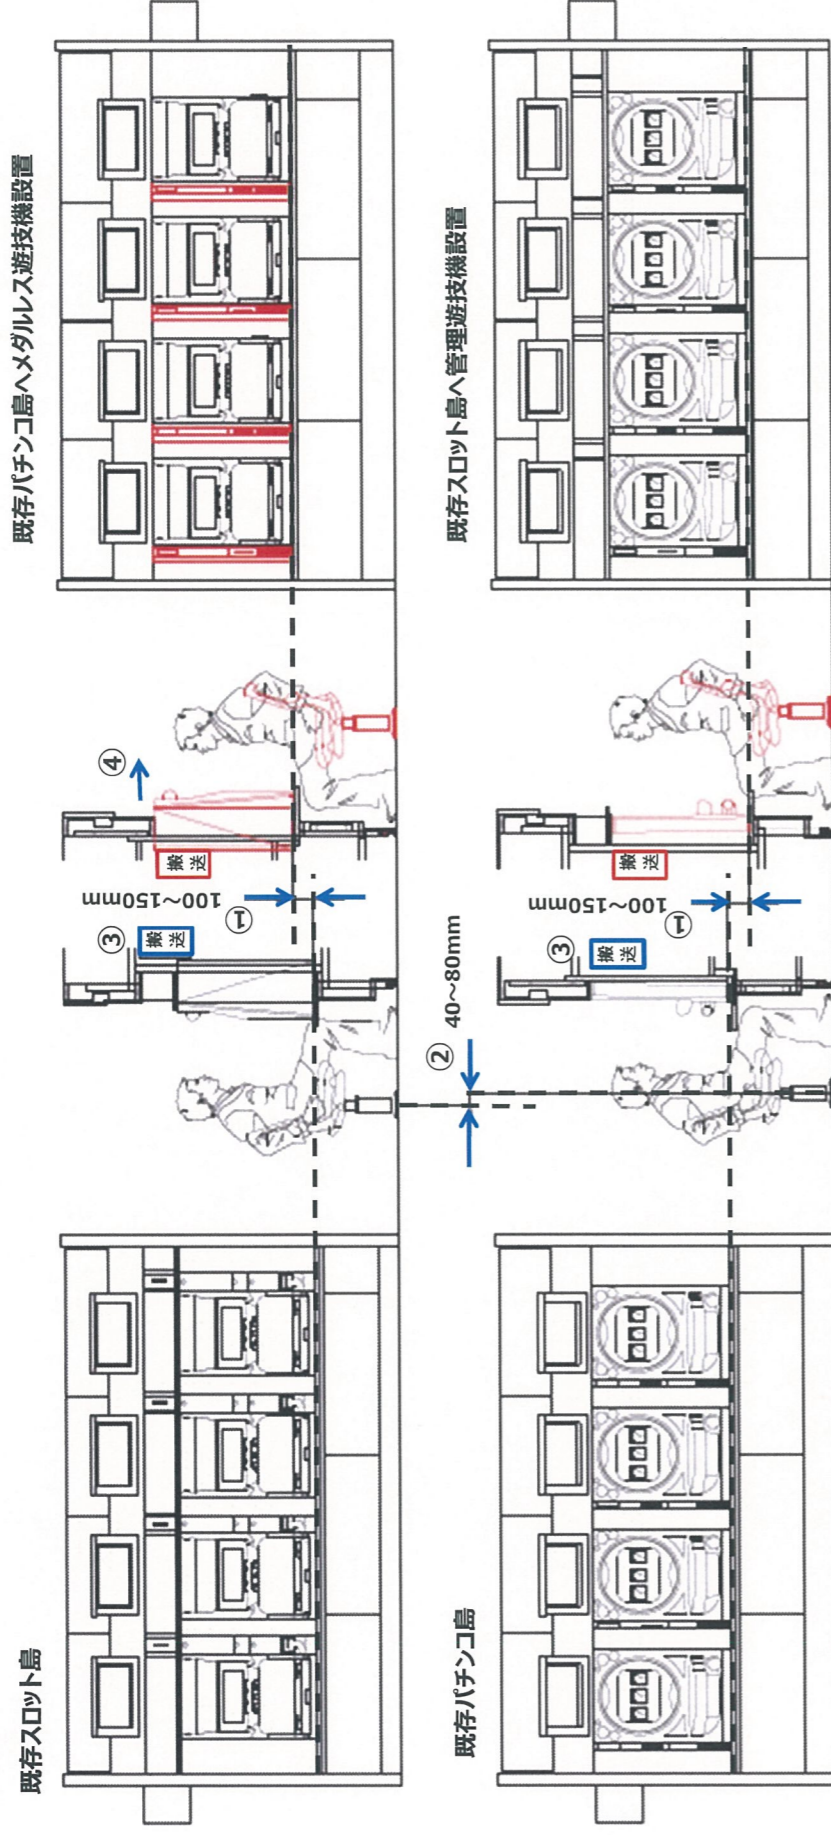 既存スロット島
既存パチンコ島へメダルレス遊技機設置
③
搬送
100～150mm
①
搬送
④
②
40～80mm
既存パチンコ島
既存スロット島へ管理遊技機設置
③
搬送
100～150mm
①
搬送